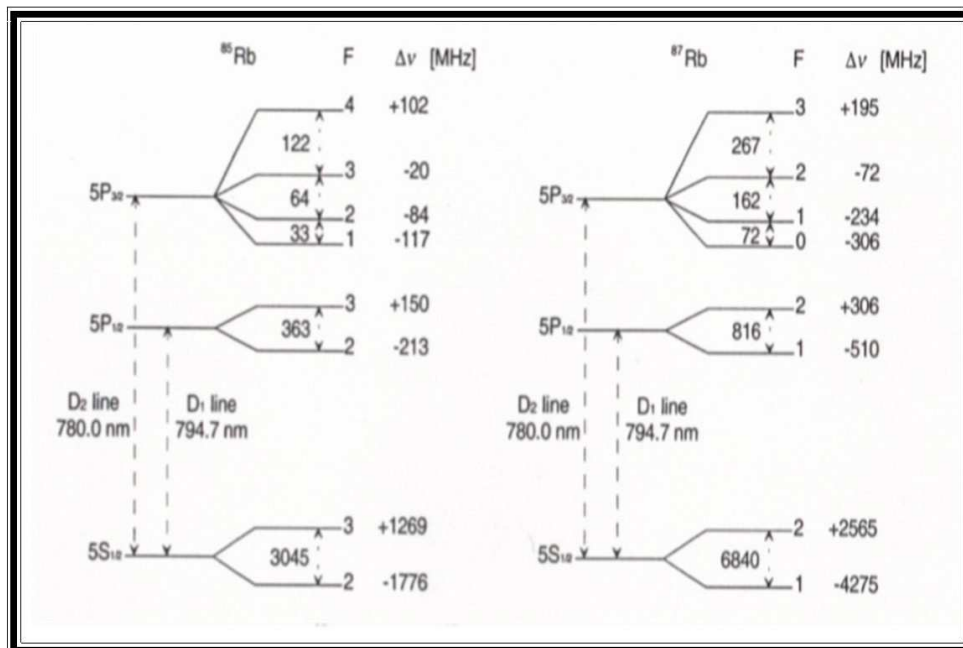 ⁸⁵Rb F Δν [MHz] ⁸⁷Rb F Δν [MHz]
4 +102 3 +195
122 267
3 -20 2 -72
5P₃/₂ 64 5P₃/₂ 162
2 -84 1 -234
33 72
1 -117 0 -306
3 +150 2 +306
5P₁/₂ 363 5P₁/₂ 816
2 -213 1 -510
D₂ line D₁ line D₂ line D₁ line
780.0 nm 794.7 nm 780.0 nm 794.7 nm
3 +1269 2 +2565
5S₁/₂ 3045 5S₁/₂ 6840
2 -1776 1 -4275